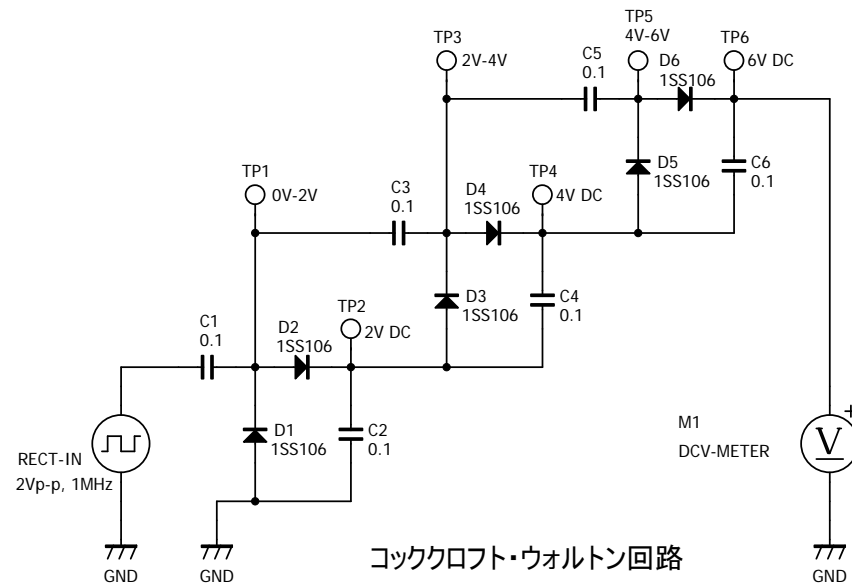 TP5
4V-6V
TP3
2V-4V
C5
0.1
D6
1SS106
TP6
6V DC
D5
1SS106
C6
0.1
TP1
0V-2V
C3
0.1
D4
1SS106
TP4
4V DC
D3
1SS106
C4
0.1
C1
0.1
D2
1SS106
TP2
2V DC
D1
1SS106
C2
0.1
RECT-IN
2Vp-p, 1MHz
M1
DCV-METER
+
V
GND
GND
コッククロフト・ウォルトン回路
GND